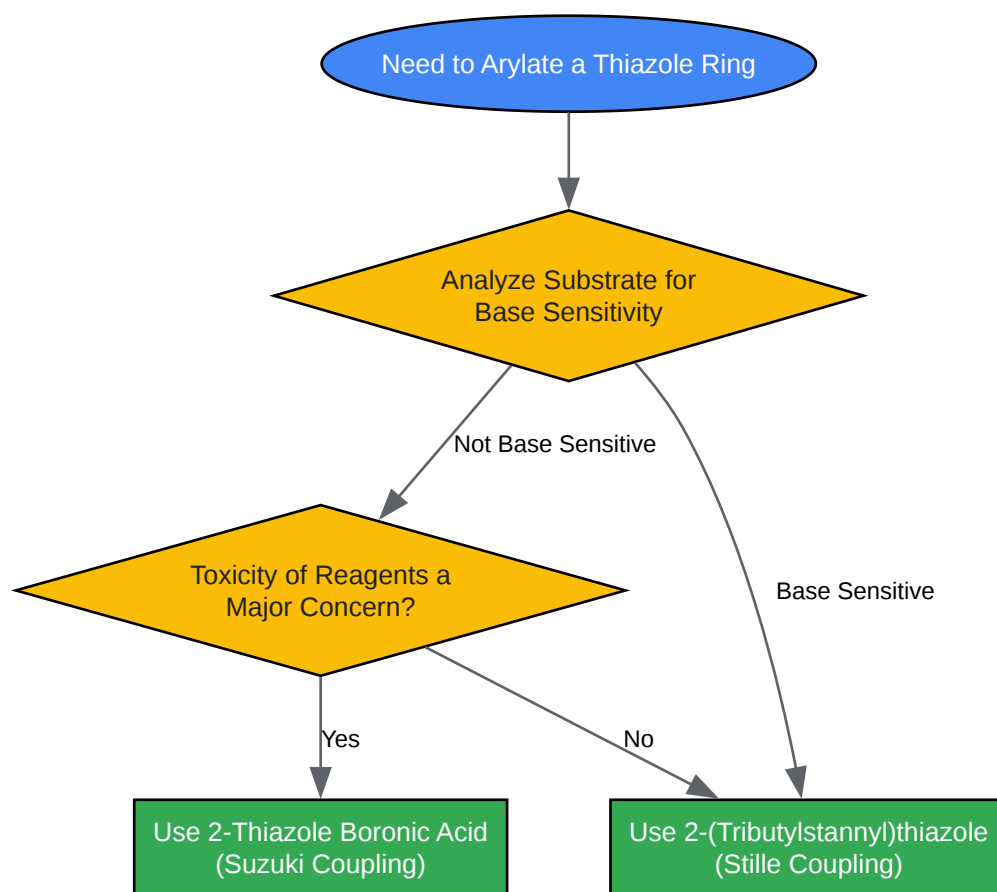 Need to Arylate a Thiazole Ring
Analyze Substrate for
Base Sensitivity
Not Base Sensitive
Base Sensitive
Toxicity of Reagents a
Major Concern?
Yes
No
Use 2-Thiazole Boronic Acid
(Suzuki Coupling)
Use 2-(Tributylstannyl)thiazole
(Stille Coupling)